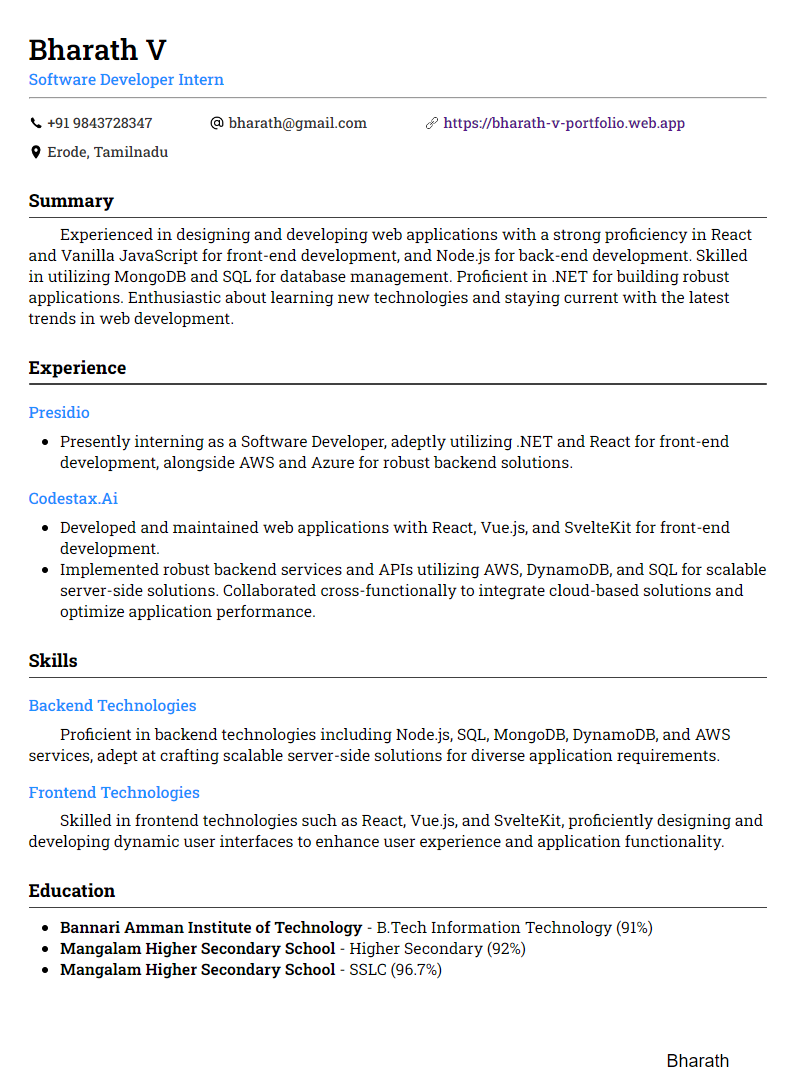 Bharath V
Software Developer Intern
+91 9843728347 bharath@gmail.com https://bharath-v-portfolio.web.app
Erode, Tamilnadu
Summary
Experienced in designing and developing web applications with a strong proficiency in React
and Vanilla JavaScript for front-end development, and Node.js for back-end development. Skilled
in utilizing MongoDB and SQL for database management. Proficient in .NET for building robust
applications. Enthusiastic about learning new technologies and staying current with the latest
trends in web development.
Experience
Presidio
• Presently interning as a Software Developer, adeptly utilizing .NET and React for front-end
development, alongside AWS and Azure for robust backend solutions.
Codestax.Ai
• Developed and maintained web applications with React, Vue.js, and SvelteKit for front-end
development.
• Implemented robust backend services and APIs utilizing AWS, DynamoDB, and SQL for scalable
server-side solutions. Collaborated cross-functionally to integrate cloud-based solutions and
optimize application performance.
Skills
Backend Technologies
Proficient in backend technologies including Node.js, SQL, MongoDB, DynamoDB, and AWS
services, adept at crafting scalable server-side solutions for diverse application requirements.
Frontend Technologies
Skilled in frontend technologies such as React, Vue.js, and SvelteKit, proficiently designing and
developing dynamic user interfaces to enhance user experience and application functionality.
Education
• Bannari Amman Institute of Technology - B.Tech Information Technology (91%)
• Mangalam Higher Secondary School - Higher Secondary (92%)
• Mangalam Higher Secondary School - SSLC (96.7%)
Bharath